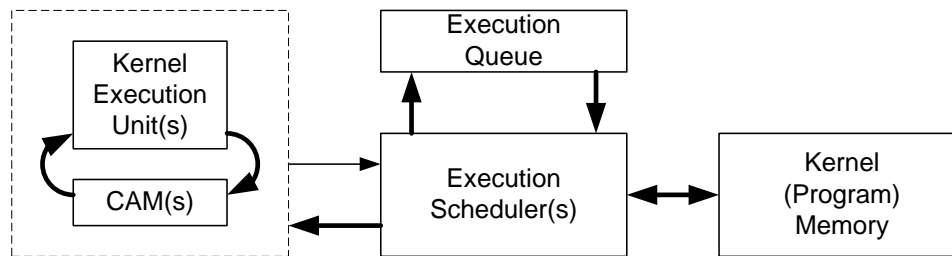 Kernel
Execution
Unit(s)
CAM(s)
Execution
Queue
Execution
Scheduler(s)
Kernel
(Program)
Memory